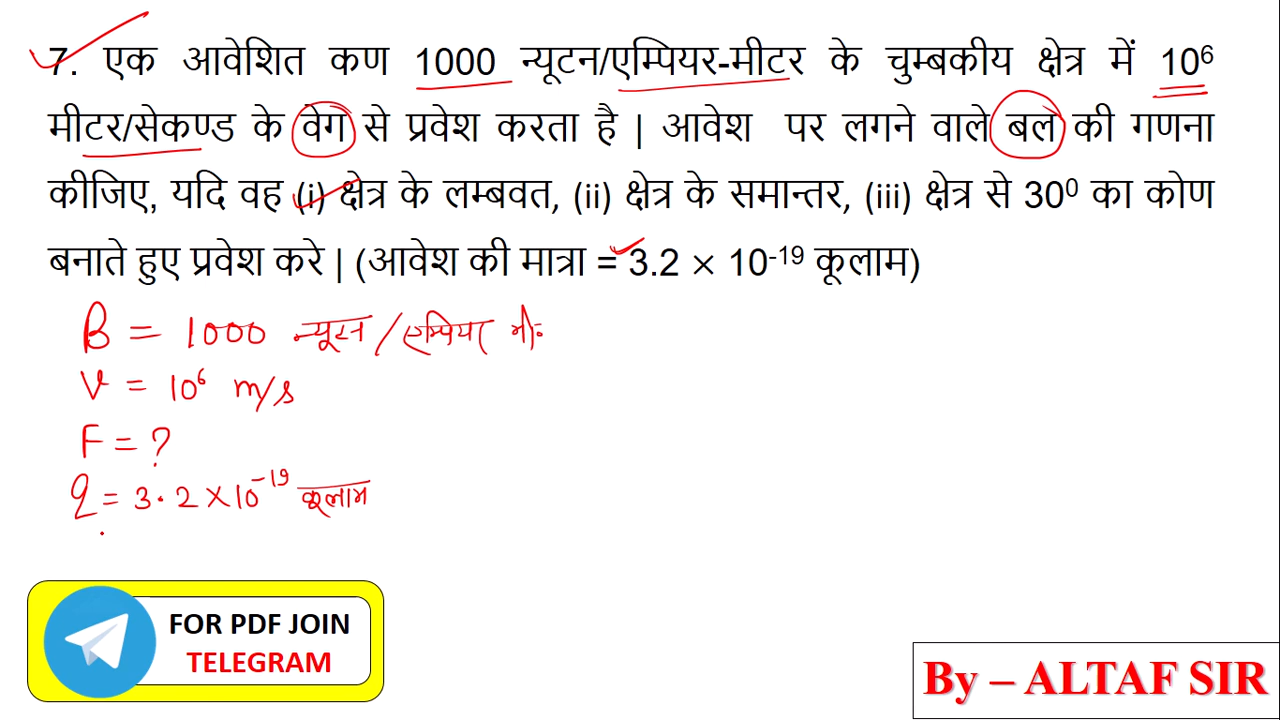 7. एक आवेशित कण 1000 न्यूटन/एम्पियर-मीटर के चुम्बकीय क्षेत्र में 10⁶
मीटर/सेकण्ड के वेग से प्रवेश करता है | आवेश पर लगने वाले बल की गणना
कीजिए, यदि वह (i) क्षेत्र के लम्बवत, (ii) क्षेत्र के समान्तर, (iii) क्षेत्र से 30⁰ का कोण
बनाते हुए प्रवेश करे | (आवेश की मात्रा = 3.2 × 10⁻¹⁹ कूलाम)
B = 1000 न्यूटन/एम्पियर मी॰
v = 10⁶ m/s
F = ?
q = 3.2 × 10⁻¹⁹ कूलाम
FOR PDF JOIN
TELEGRAM
By – ALTAF SIR